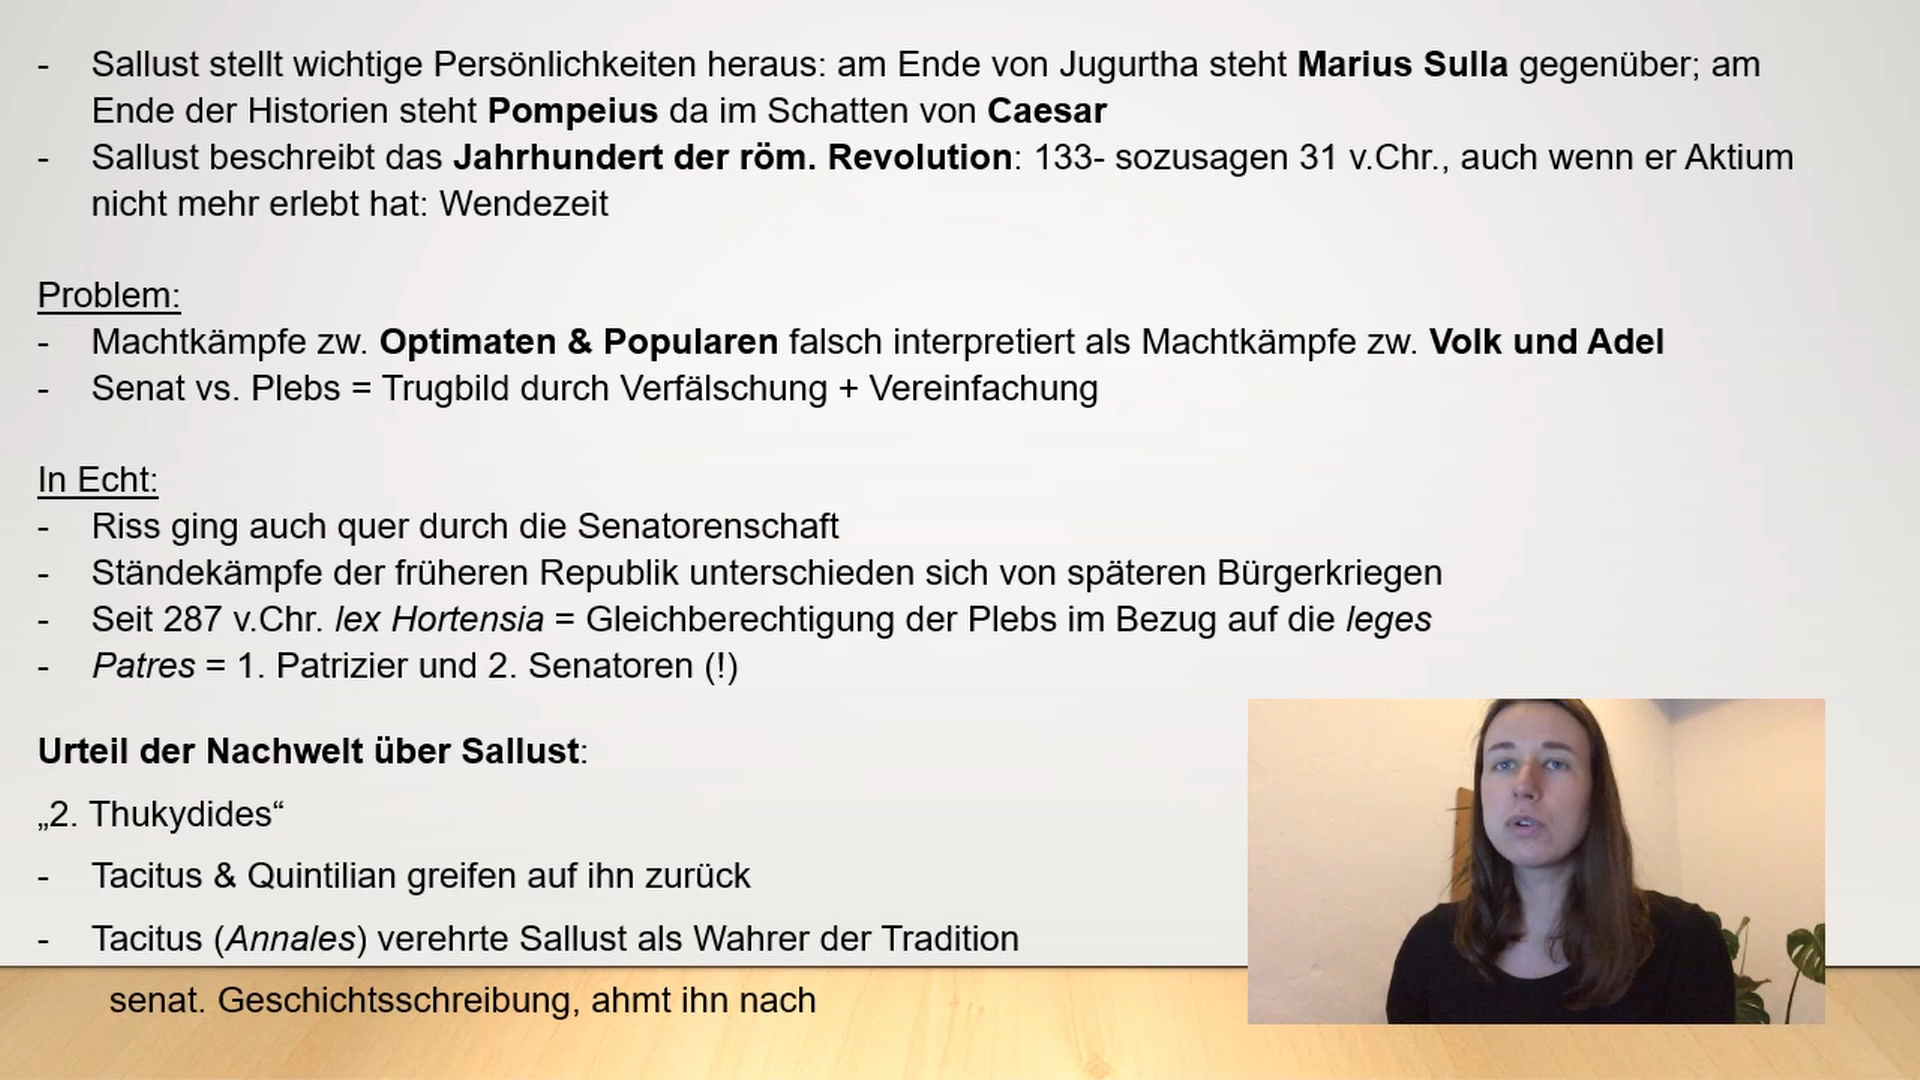 - Sallust stellt wichtige Persönlichkeiten heraus: am Ende von Jugurtha steht Marius Sulla gegenüber; am
Ende der Historien steht Pompeius da im Schatten von Caesar
- Sallust beschreibt das Jahrhundert der röm. Revolution: 133- sozusagen 31 v.Chr., auch wenn er Aktium
nicht mehr erlebt hat: Wendezeit
Problem:
- Machtkämpfe zw. Optimaten & Popularen falsch interpretiert als Machtkämpfe zw. Volk und Adel
- Senat vs. Plebs = Trugbild durch Verfälschung + Vereinfachung
In Echt:
- Riss ging auch quer durch die Senatorenschaft
- Ständekämpfe der früheren Republik unterschieden sich von späteren Bürgerkriegen
- Seit 287 v.Chr. lex Hortensia = Gleichberechtigung der Plebs im Bezug auf die leges
- Patres = 1. Patrizier und 2. Senatoren (!)
Urteil der Nachwelt über Sallust:
„2. Thukydides“
- Tacitus & Quintilian greifen auf ihn zurück
- Tacitus (Annales) verehrte Sallust als Wahrer der Tradition
senat. Geschichtsschreibung, ahmt ihn nach